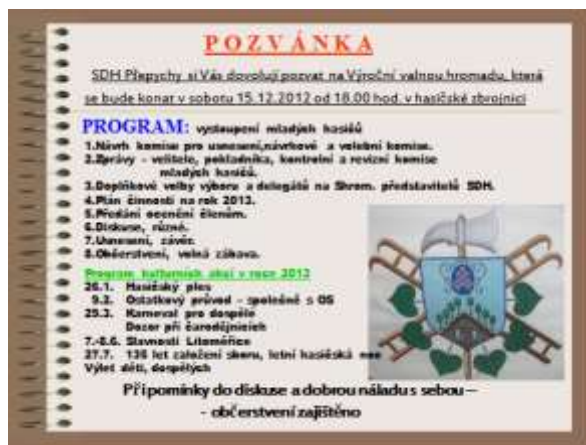 POZVÁNKA
SDH Přepychy si Vás dovolují pozvat na Výroční valnou hromadu, která
se bude konat v sobotu 15.12.2012 od 18.00 hod. v hasičské zbrojnici
PROGRAM: vystoupení mladých hasičů
1.Návrh komise pro usnesení,návrhové a volební komise.
2.Zprávy - velitele, pokladníka, kontrolní a revizní komise
mladých hasičů.
3.Doplňkové volby výboru a delegátů na Shrom. představitelů SDH.
4.Plán činnosti na rok 2013.
5.Předání ocenění členům.
6.Diskuse, různé.
7.Usnesení, závěr.
8.Občerstvení, volná zábava.
Program kulturních akcí v roce 2013
26.1. Hasičský ples
9.2. Ostatkový průvod - společně s OS
Karneval pro dospělé
Dozor při čarodějnicích
7.-8.6. Slavnosti Litoměřice
27.7. 135 let založení sboru, letní hasičská noc
Výlet dětí, dospělých
Připomínky do diskuse a dobrou náladu s sebou –
- občerstvení zajištěno